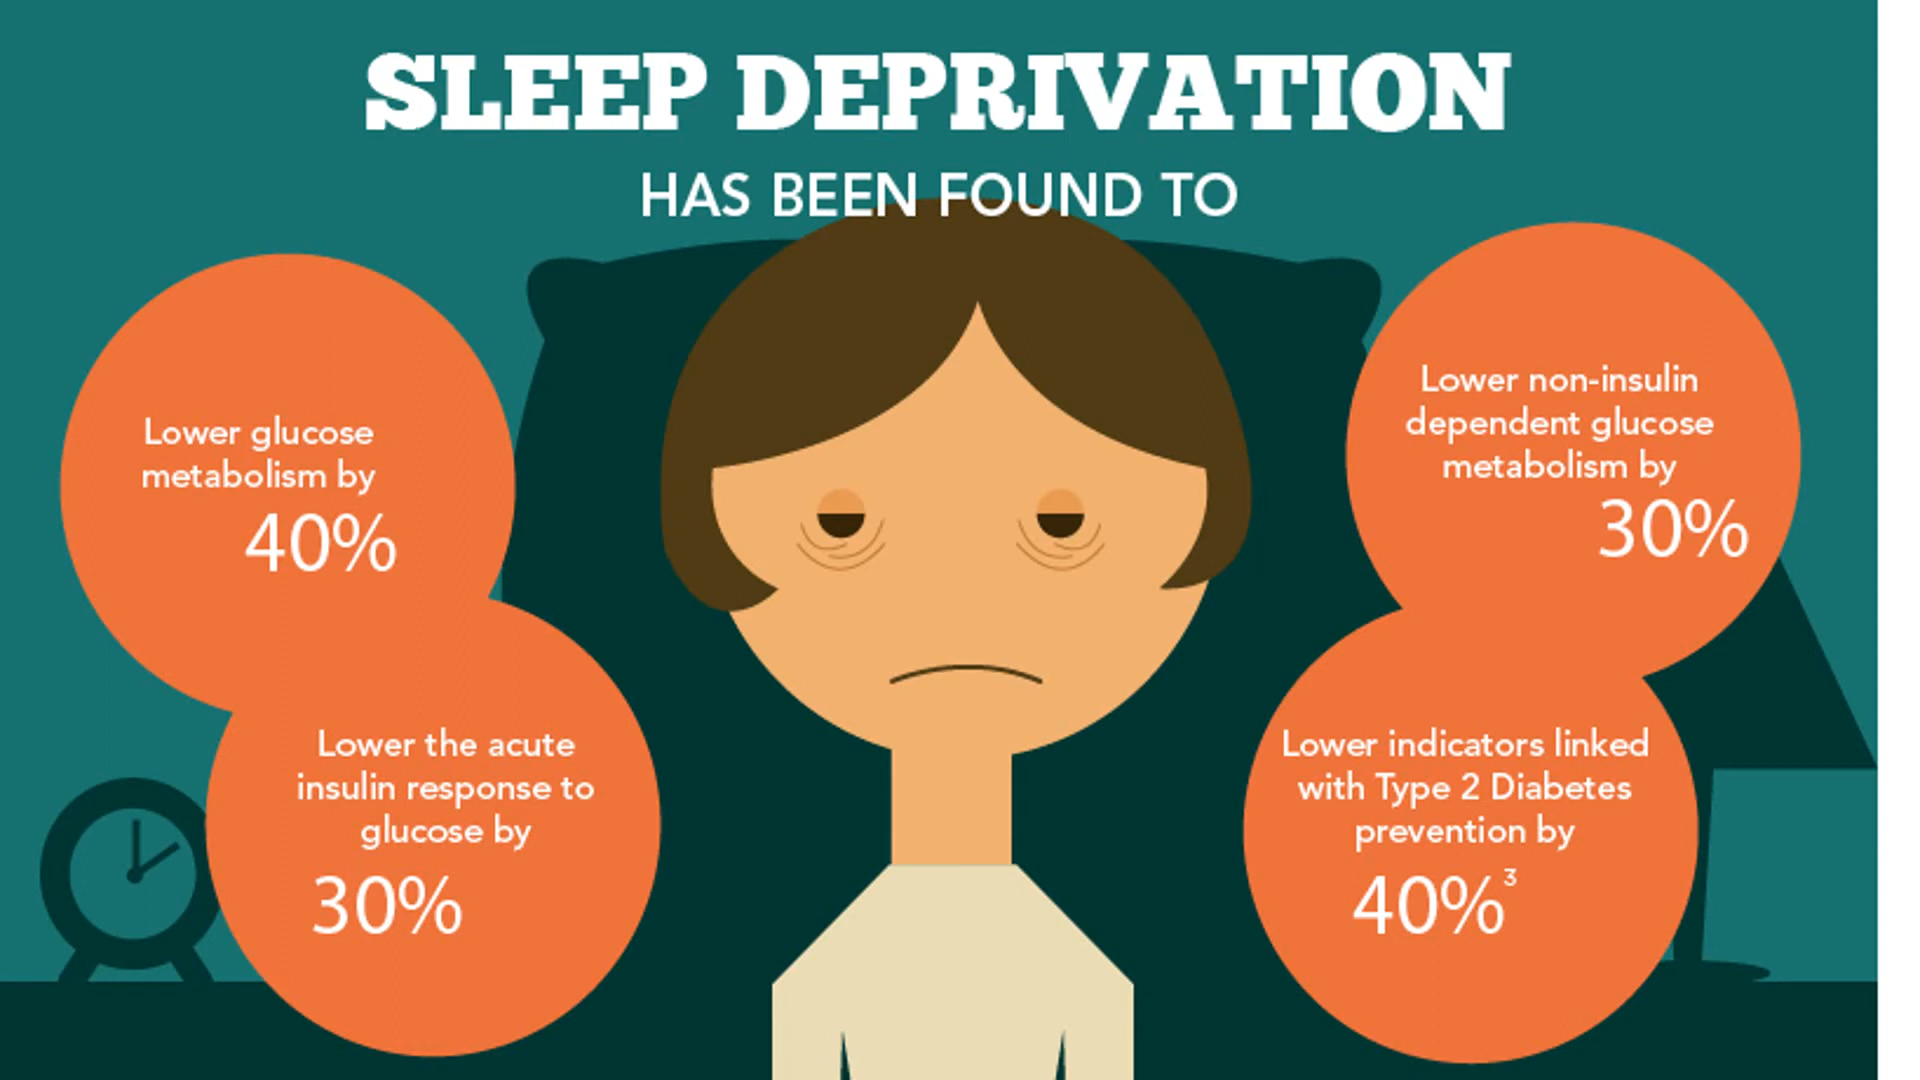 SLEEP DEPRIVATION
HAS BEEN FOUND TO
Lower glucose
metabolism by
40%
Lower the acute
insulin response to
glucose by
30%
Lower non-insulin
dependent glucose
metabolism by
30%
Lower indicators linked
with Type 2 Diabetes
prevention by
40%³